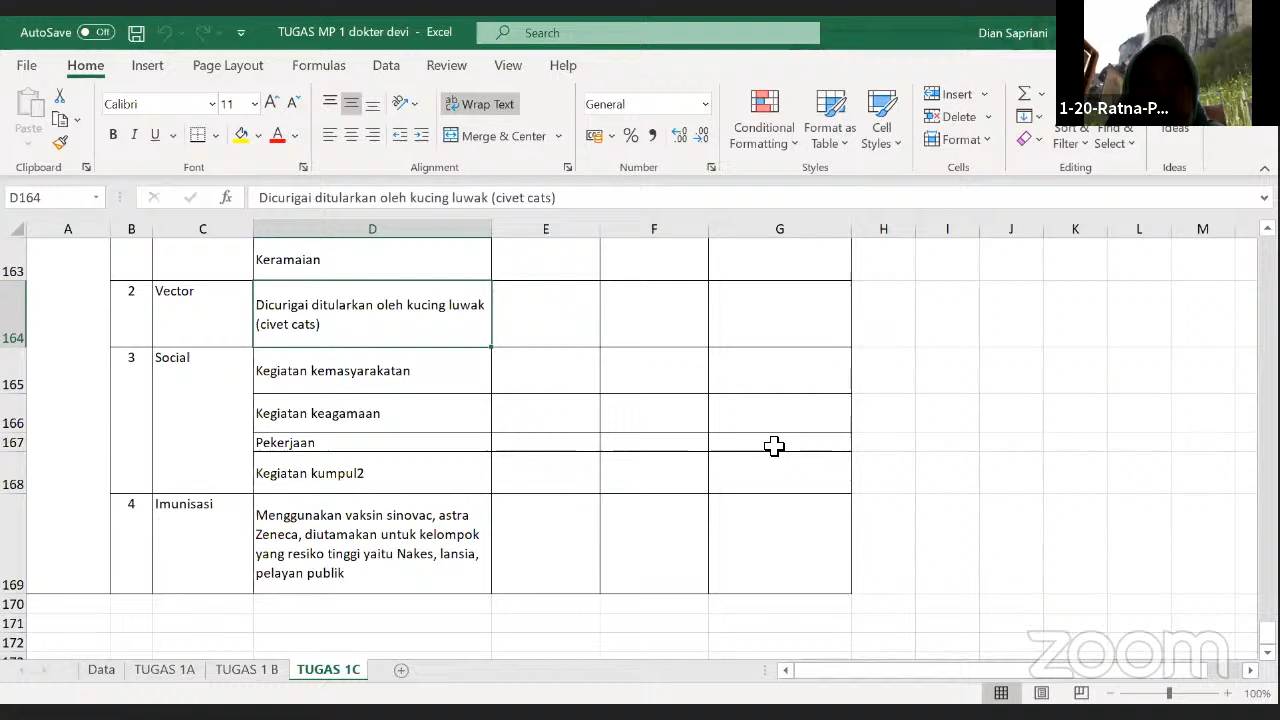 AutoSave Off TUGAS MP 1 dokter devi - Excel Search Dian Sapriani
File Home Insert Page Layout Formulas Data Review View Help
1-20-Ratna-P...
Paste Calibri 11 Wrap Text General Conditional Formatting Format as Table Cell Styles Insert
B I U Merge & Center Delete
Format Sort & Filter Find & Select Ideas
Clipboard Font Alignment Number Styles Cells Editing Ideas
D164 fx Dicurigai ditularkan oleh kucing luwak (civet cats)
A B C D E F G H I J K L M
163 Keramaian
164 2 Vector Dicurigai ditularkan oleh kucing luwak
(civet cats)
165 3 Social Kegiatan kemasyarakatan
166 Kegiatan keagamaan
167 Pekerjaan
168 Kegiatan kumpul2
169 4 Imunisasi Menggunakan vaksin sinovac, astra
Zeneca, diutamakan untuk kelompok
yang resiko tinggi yaitu Nakes, lansia,
pelayan publik
170
171
172
zoom
Data TUGAS 1A TUGAS 1 B TUGAS 1C
100%